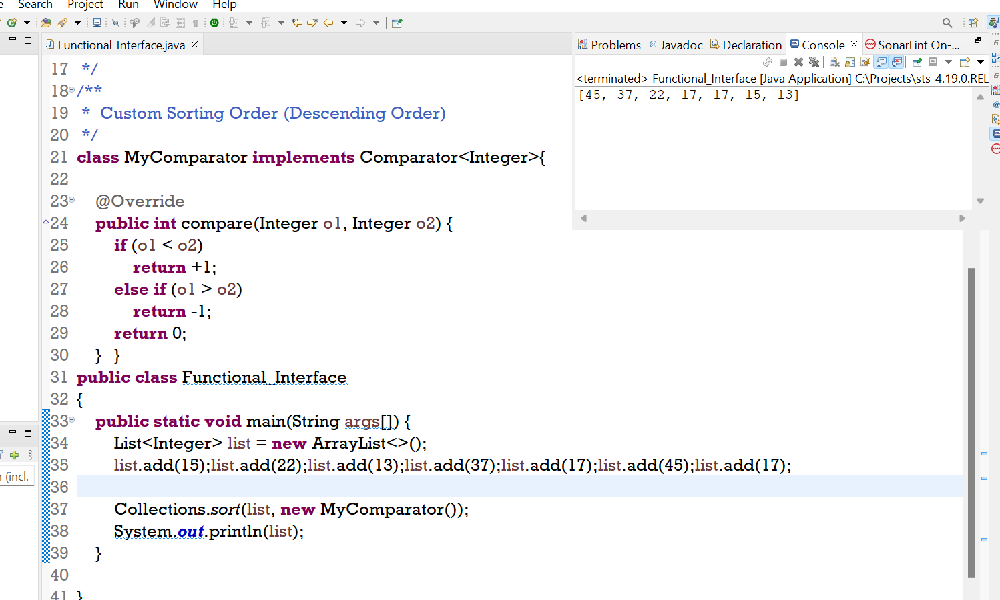 Search Project Run Window Help
Functional_Interface.java
Problems @ Javadoc Declaration Console SonarLint On-...
<terminated> Functional_Interface [Java Application] C:\Projects\sts-4.19.0.REL
[45, 37, 22, 17, 17, 15, 13]
17 */
18 /**
19 * Custom Sorting Order (Descending Order)
20 */
21 class MyComparator implements Comparator<Integer>{
22
23 @Override
24 public int compare(Integer o1, Integer o2) {
25 if (o1 < o2)
26 return +1;
27 else if (o1 > o2)
28 return -1;
29 return 0;
30 } }
31 public class Functional_Interface
32 {
33 public static void main(String args[]) {
34 List<Integer> list = new ArrayList<>();
35 list.add(15);list.add(22);list.add(13);list.add(37);list.add(17);list.add(45);list.add(17);
36
37 Collections.sort(list, new MyComparator());
38 System.out.println(list);
39 }
40
41 }
(incl.